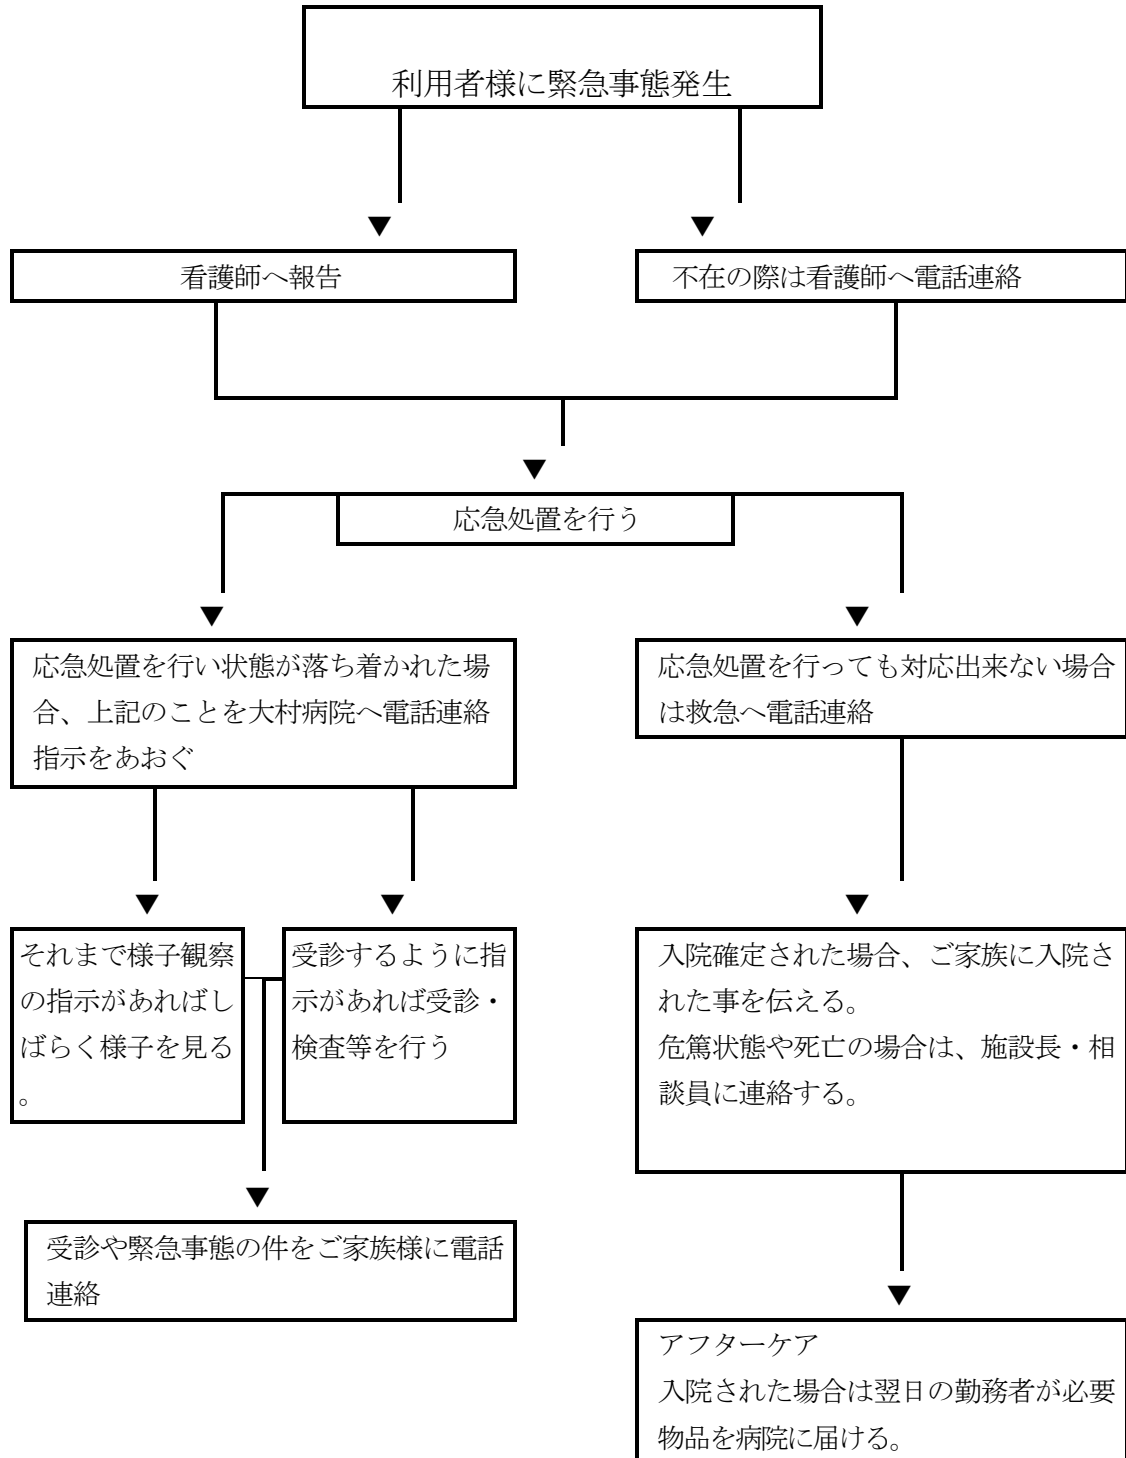 利用者様に緊急事態発生
看護師へ報告
不在の際は看護師へ電話連絡
応急処置を行う
応急処置を行い状態が落ち着かれた場
合、上記のことを大村病院へ電話連絡
指示をあおぐ
応急処置を行っても対応出来ない場合
は救急へ電話連絡
それまで様子観察
の指示があればし
ばらく様子を見る
。
受診するように指
示があれば受診・
検査等を行う
入院確定された場合、ご家族に入院さ
れた事を伝える。
危篤状態や死亡の場合は、施設長・相
談員に連絡する。
受診や緊急事態の件をご家族様に電話
連絡
アフターケア
入院された場合は翌日の勤務者が必要
物品を病院に届ける。